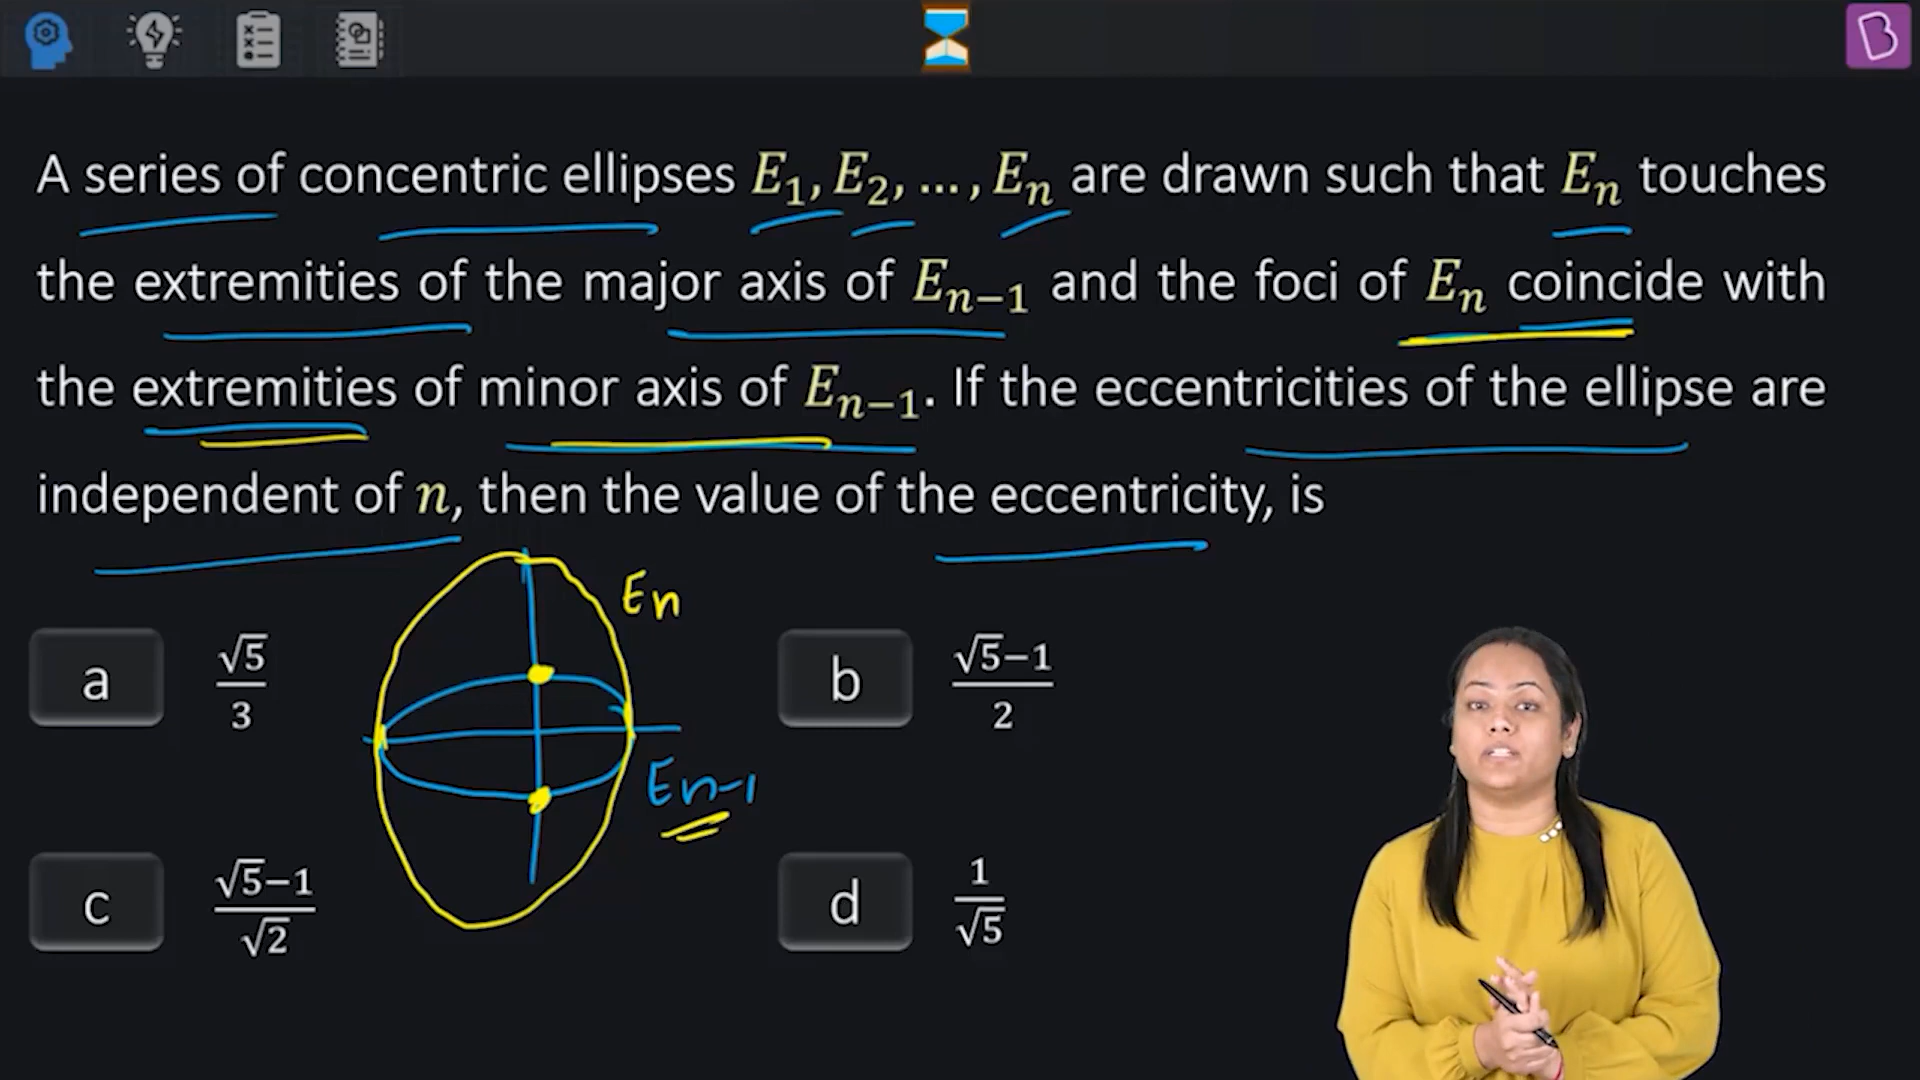 A series of concentric ellipses E₁, E₂, ..., Eₙ are drawn such that Eₙ touches
the extremities of the major axis of Eₙ₋₁ and the foci of Eₙ coincide with
the extremities of minor axis of Eₙ₋₁. If the eccentricities of the ellipse are
independent of n, then the value of the eccentricity, is
En
a √5/3
b (√5−1)/2
En-1
c (√5−1)/√2
d 1/√5